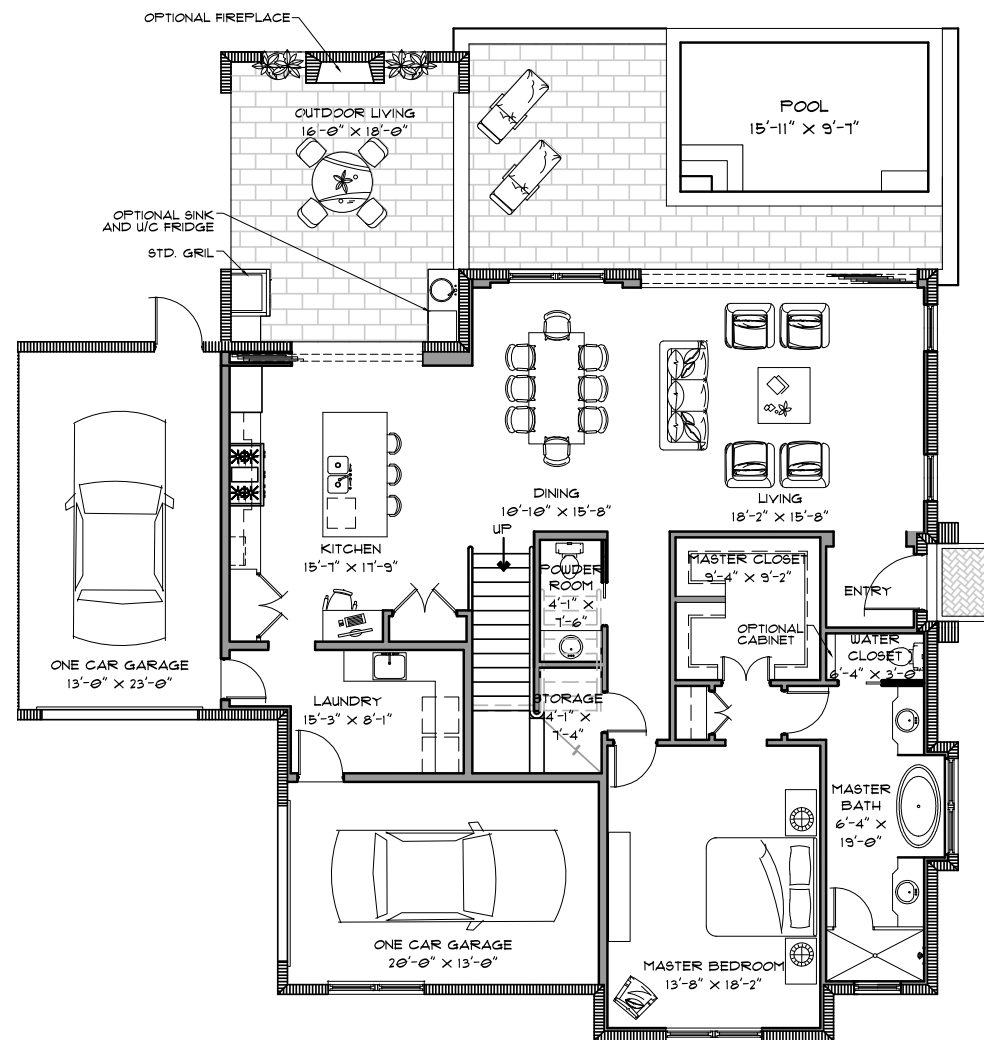 OPTIONAL FIREPLACE
OUTDOOR LIVING
16'-0" X 18'-0"
POOL
15'-11" X 9'-7"
OPTIONAL SINK
AND U/C FRIDGE
STD. GRIL
DINING
10'-10" X 15'-8"
LIVING
18'-2" X 15'-8"
UP
KITCHEN
15'-7" X 17'-9"
POWDER
ROOM
4'-1" X
7'-6"
MASTER CLOSET
9'-4" X 9'-2"
ENTRY
OPTIONAL
CABINET
WATER
CLOSET
6'-4" X 3'-0"
ONE CAR GARAGE
13'-0" X 23'-0"
LAUNDRY
15'-3" X 8'-1"
STORAGE
4'-1" X
7'-4"
MASTER
BATH
6'-4" X
19'-0"
ONE CAR GARAGE
20'-0" X 13'-0"
MASTER BEDROOM
13'-8" X 18'-2"